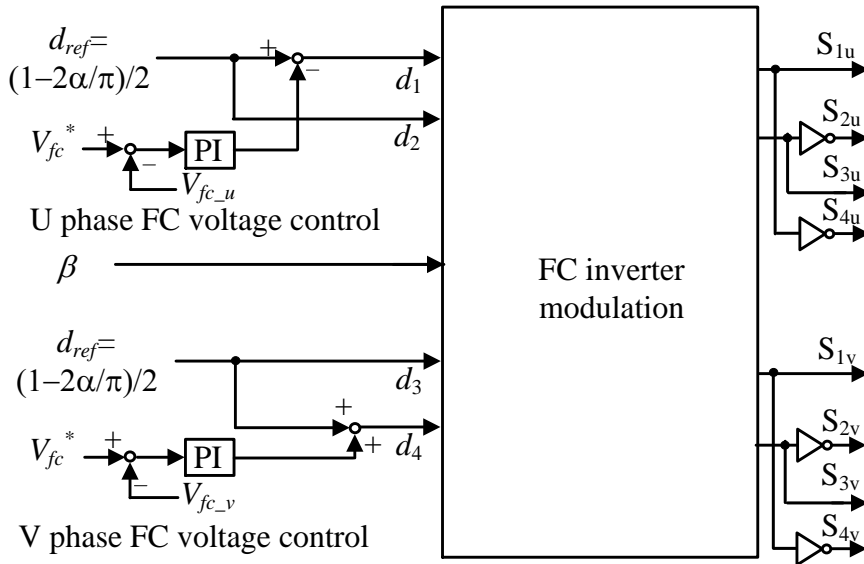 d_ref=
(1−2α/π)/2
+
−
d₁
d₂
V_fc*
+
−
PI
V_fc_u
U phase FC voltage control
β
FC inverter
modulation
d_ref=
(1−2α/π)/2
d₃
+
+
d₄
V_fc*
+
−
PI
V_fc_v
V phase FC voltage control
S₁ᵤ
S₂ᵤ
S₃ᵤ
S₄ᵤ
S₁ᵥ
S₂ᵥ
S₃ᵥ
S₄ᵥ